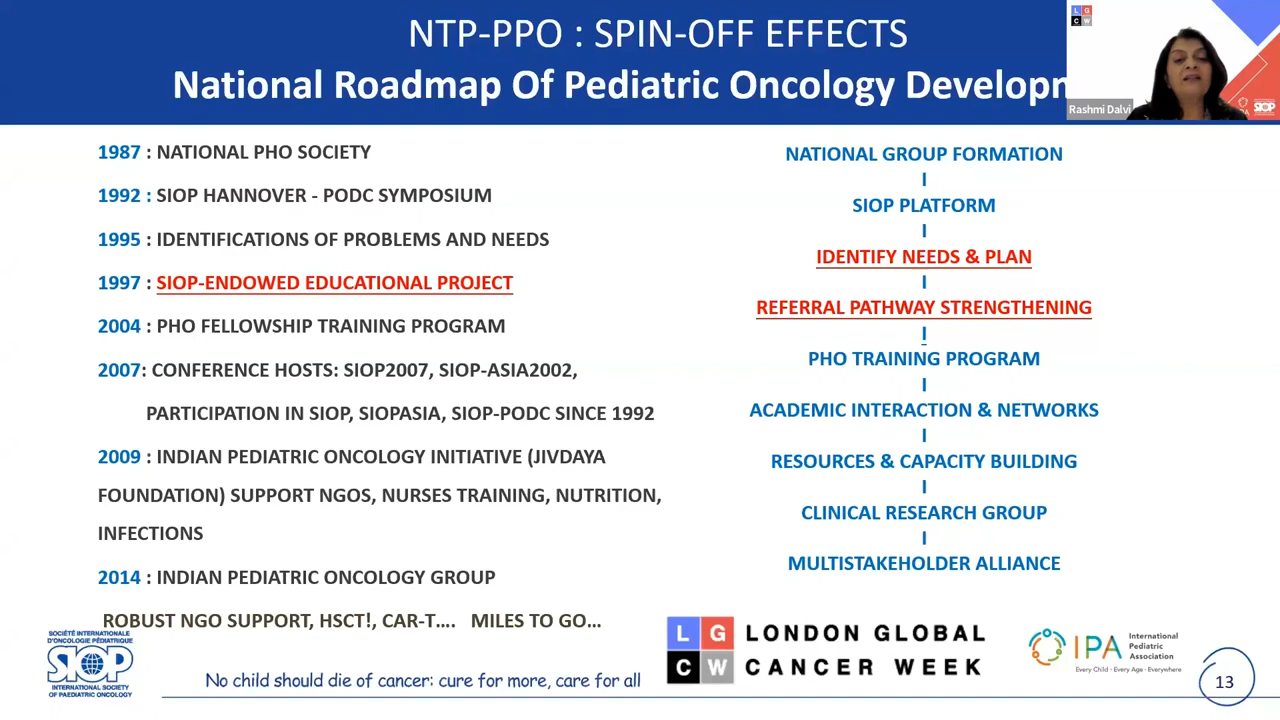 NTP-PPO : SPIN-OFF EFFECTS
National Roadmap Of Pediatric Oncology
L G
C W
Rashmi Dalvi
SIOP
1987 : NATIONAL PHO SOCIETY
1992 : SIOP HANNOVER - PODC SYMPOSIUM
1995 : IDENTIFICATIONS OF PROBLEMS AND NEEDS
1997 : SIOP-ENDOWED EDUCATIONAL PROJECT
2004 : PHO FELLOWSHIP TRAINING PROGRAM
2007: CONFERENCE HOSTS: SIOP2007, SIOP-ASIA2002,
PARTICIPATION IN SIOP, SIOPASIA, SIOP-PODC SINCE 1992
2009 : INDIAN PEDIATRIC ONCOLOGY INITIATIVE (JIVDAYA
FOUNDATION) SUPPORT NGOS, NURSES TRAINING, NUTRITION,
INFECTIONS
2014 : INDIAN PEDIATRIC ONCOLOGY GROUP
ROBUST NGO SUPPORT, HSCT!, CAR-T.... MILES TO GO...
NATIONAL GROUP FORMATION
I
SIOP PLATFORM
I
IDENTIFY NEEDS & PLAN
I
REFERRAL PATHWAY STRENGTHENING
I
PHO TRAINING PROGRAM
I
ACADEMIC INTERACTION & NETWORKS
I
RESOURCES & CAPACITY BUILDING
I
CLINICAL RESEARCH GROUP
I
MULTISTAKEHOLDER ALLIANCE
SOCIÉTÉ INTERNATIONALE
D'ONCOLOGIE PÉDIATRIQUE
SIOP
INTERNATIONAL SOCIETY
OF PAEDIATRIC ONCOLOGY
No child should die of cancer: cure for more, care for all
L G
C W
LONDON GLOBAL
CANCER WEEK
IPA
International
Pediatric
Association
Every Child · Every Age · Everywhere
13